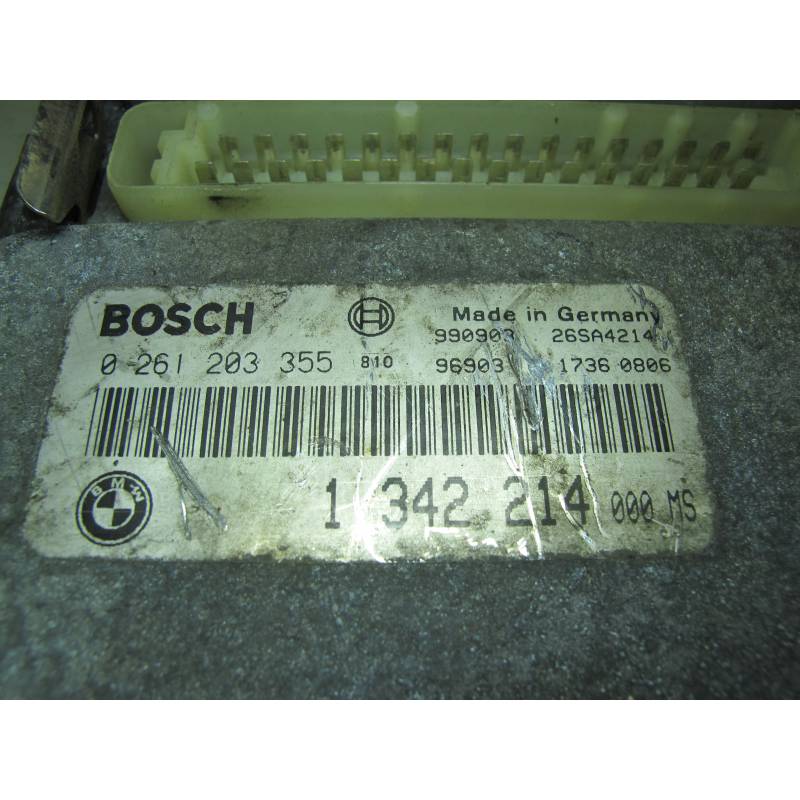 BOSCH Made in Germany
990903 26SA4214
0 261 203 355 810 96903 1736 0806
BMW
1 342 214 000 MS